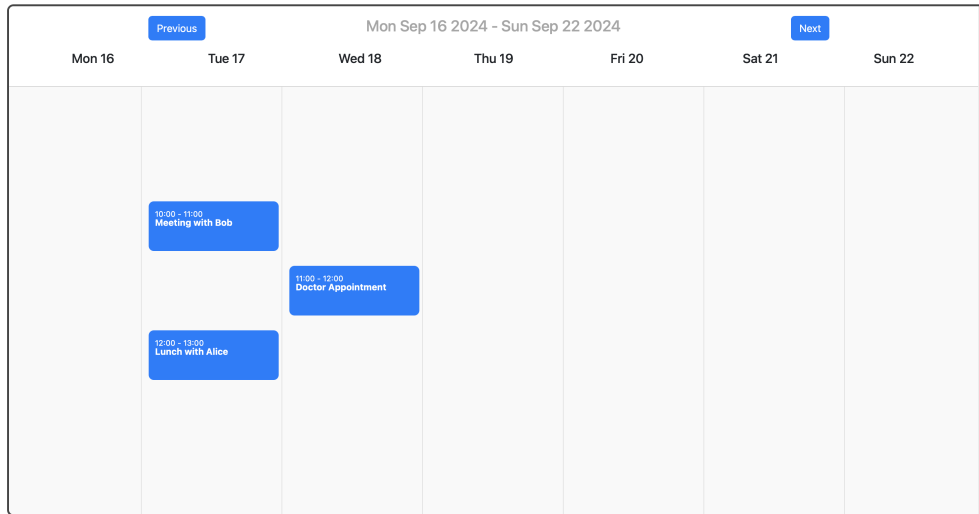 Previous
Mon Sep 16 2024 - Sun Sep 22 2024
Next
Mon 16
Tue 17
Wed 18
Thu 19
Fri 20
Sat 21
Sun 22
10:00 - 11:00
Meeting with Bob
11:00 - 12:00
Doctor Appointment
12:00 - 13:00
Lunch with Alice